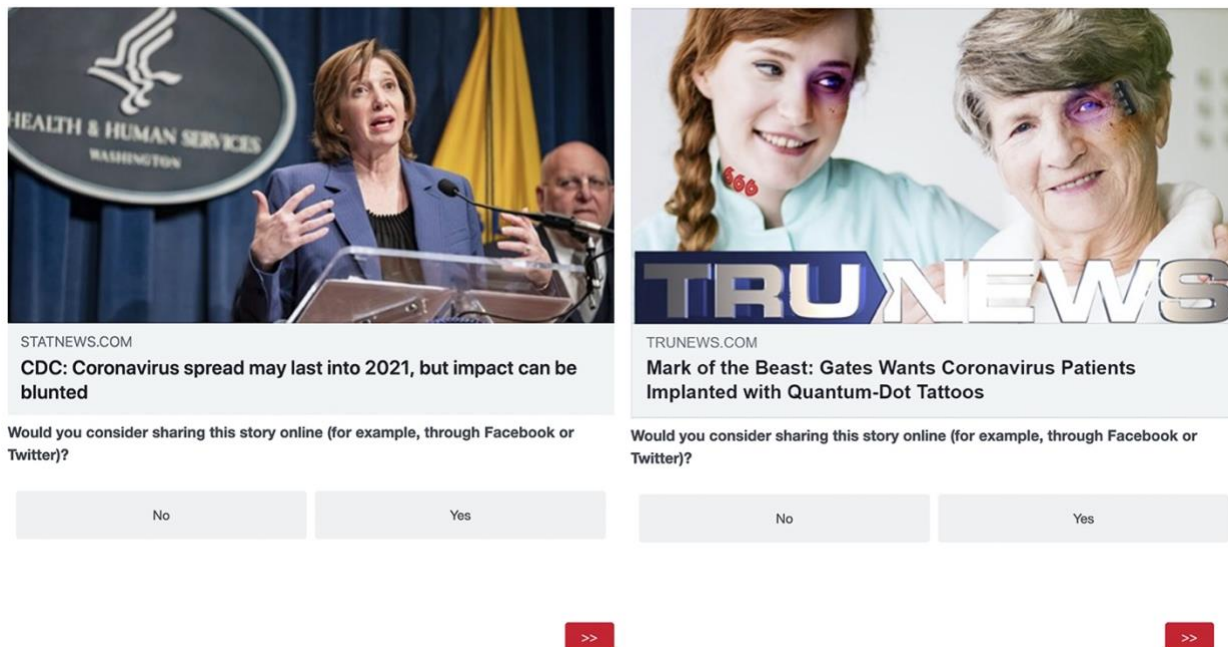 HEALTH & HUMAN SERVICES
WASHINGTON
STATNEWS.COM
CDC: Coronavirus spread may last into 2021, but impact can be
blunted
Would you consider sharing this story online (for example, through Facebook or
Twitter)?
No
Yes
>>
666
TRUNEWS
TRUNEWS.COM
Mark of the Beast: Gates Wants Coronavirus Patients
Implanted with Quantum-Dot Tattoos
Would you consider sharing this story online (for example, through Facebook or
Twitter)?
No
Yes
>>